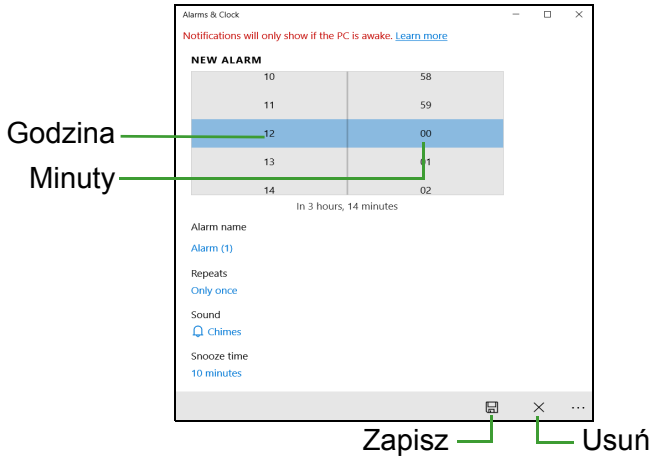 Alarms & Clock
Notifications will only show if the PC is awake. Learn more
NEW ALARM
10 58
11 59
Godzina 12 00
Minuty 13 01
14 02
In 3 hours, 14 minutes
Alarm name
Alarm (1)
Repeats
Only once
Sound
Chimes
Snooze time
10 minutes
Zapisz Usuń